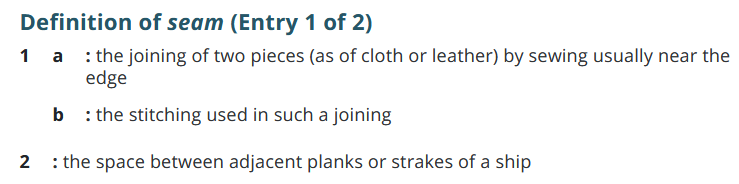 Definition of seam (Entry 1 of 2)
1 a : the joining of two pieces (as of cloth or leather) by sewing usually near the
edge
b : the stitching used in such a joining
2 : the space between adjacent planks or strakes of a ship